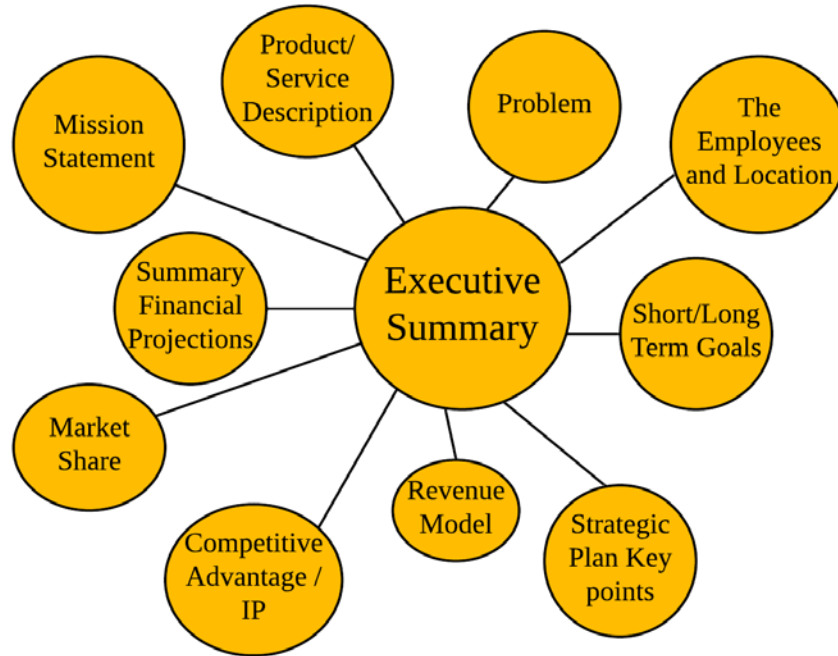 Product/
Service
Description
Problem
The
Employees
and Location
Mission
Statement
Executive
Summary
Summary
Financial
Projections
Short/Long
Term Goals
Market
Share
Revenue
Model
Competitive
Advantage /
IP
Strategic
Plan Key
points